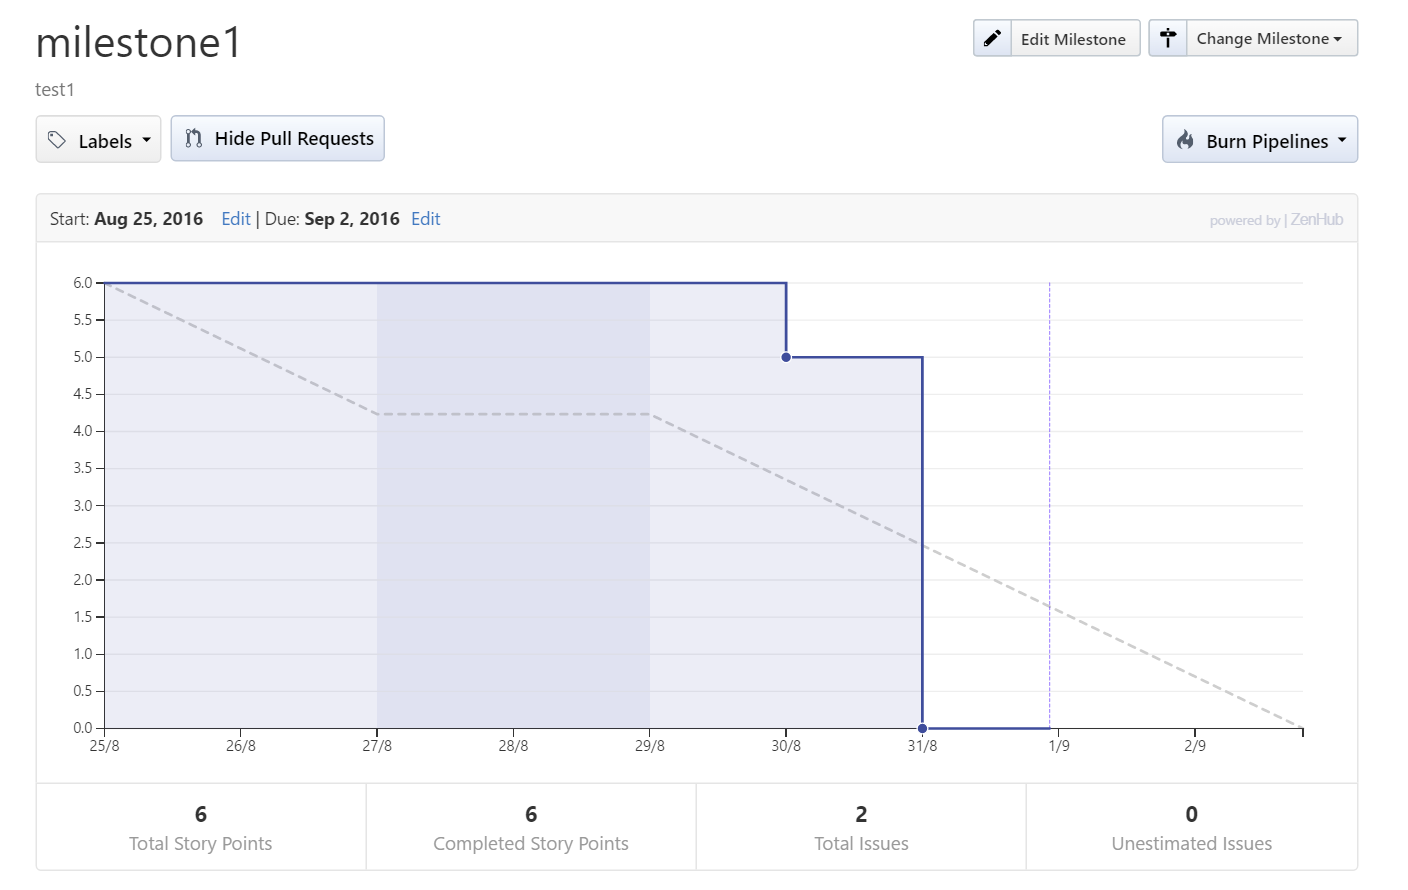 milestone1
Edit Milestone
Change Milestone
test1
Labels
Hide Pull Requests
Burn Pipelines
Start: Aug 25, 2016 Edit | Due: Sep 2, 2016 Edit
powered by | ZenHub
6.0
5.5
5.0
4.5
4.0
3.5
3.0
2.5
2.0
1.5
1.0
0.5
0.0
25/8 26/8 27/8 28/8 29/8 30/8 31/8 1/9 2/9
6
Total Story Points
6
Completed Story Points
2
Total Issues
0
Unestimated Issues